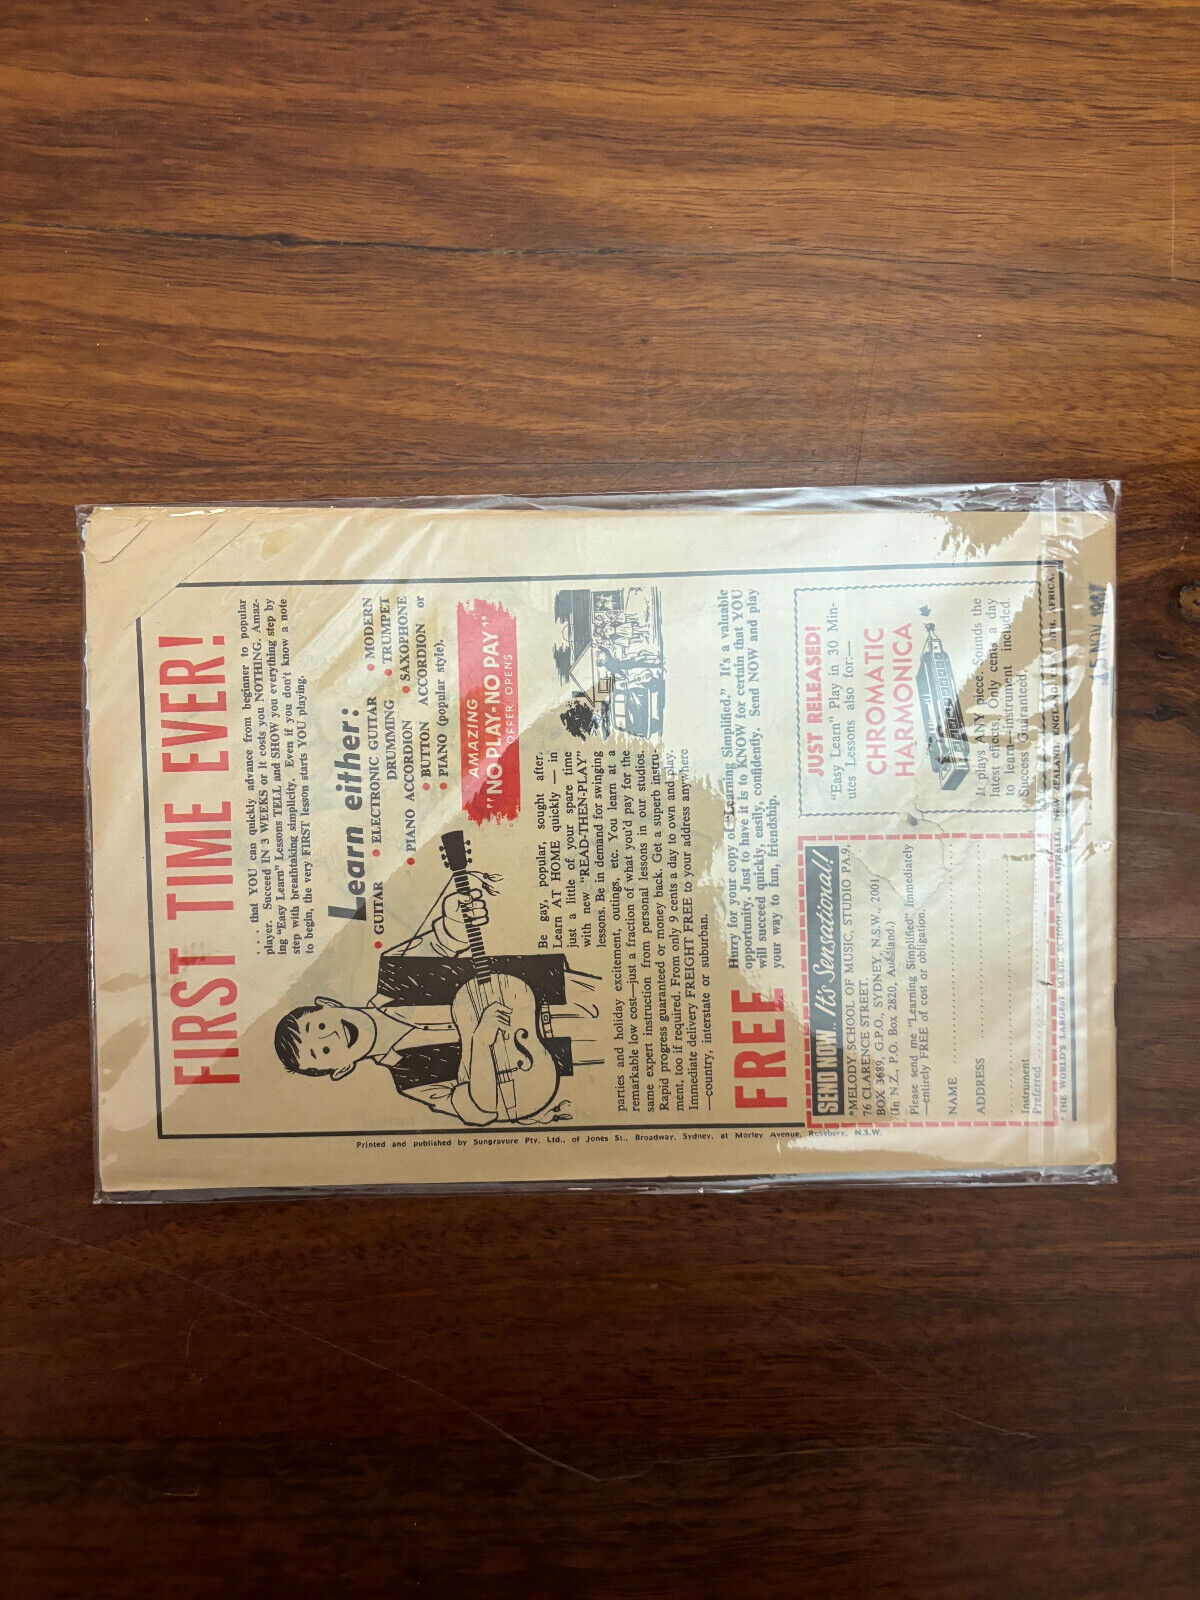 FIRST TIME EVER!
. . . that YOU can quickly advance from beginner to popular
player. Succeed IN 3 WEEKS or it costs you NOTHING. Amaz-
ing "Easy Learn" Lessons TELL and SHOW you everything step by
step with breathtaking simplicity. Even if you don't know a note
to begin, the very FIRST lesson starts YOU playing.
Learn either:
• GUITAR • ELECTRONIC GUITAR • MODERN
DRUMMING • TRUMPET
• PIANO ACCORDION • SAXOPHONE
• BUTTON ACCORDION or
• PIANO (popular style).
AMAZING
"NO PLAY-NO PAY"
OFFER OPENS
Be gay, popular, sought after.
Learn AT HOME quickly — in
just a little of your spare time
with new "READ-THEN-PLAY"
lessons. Be in demand for swinging
parties and holiday excitement, outings, etc. You learn at a
remarkable low cost—just a fraction of what you'd pay for the
same expert instruction from personal lessons in our studios.
Rapid progress guaranteed or money back. Get a superb instru-
ment, too if required. From only 9 cents a day to own and play.
Immediate delivery FREIGHT FREE to your address anywhere
—country, interstate or suburban.
FREE
Hurry for your copy of "Learning Simplified." It's a valuable
opportunity. Just to have it is to KNOW for certain that YOU
will succeed quickly, easily, confidently. Send NOW and play
your way to fun, friendship.
SEND NOW... It's Sensational!
*MELODY SCHOOL OF MUSIC, STUDIO PA.9,
76 CLARENCE STREET,
BOX 3689, G.P.O., SYDNEY, N.S.W., 2001.
(In N.Z., P.O. Box 2820, Auckland.)
Please send me "Learning Simplified" immediately
—entirely FREE of cost or obligation.
NAME
ADDRESS
Instrument
Preferred
JUST RELEASED!
"Easy Learn" Play in 30 Min-
utes Lessons also for:—
CHROMATIC
HARMONICA
It plays ANY piece. Sounds the
latest effects. Only cents a day
to learn—instrument included.
Success Guaranteed.
* THE WORLD'S LARGEST MUSIC SCHOOL IN AUSTRALIA, NEW ZEALAND, ENGLAND AFRICA.
Printed and published by Sungravure Pty. Ltd., of Jones St., Broadway, Sydney, at Morley Avenue, Rosebery, N.S.W.
NOV